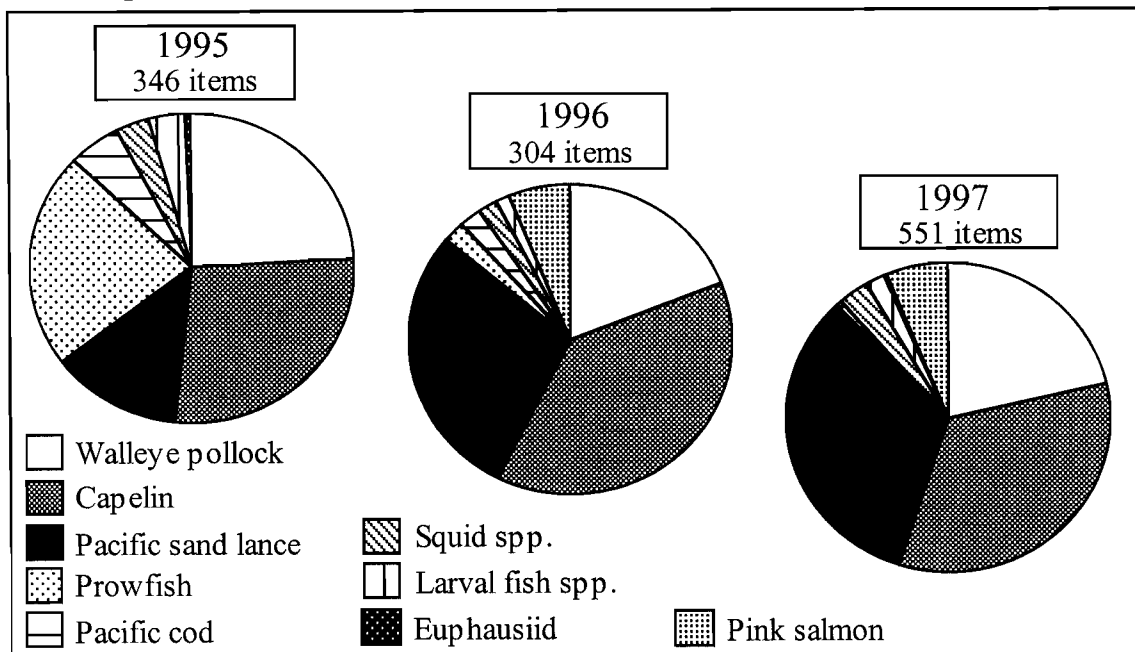 1995
346 items
1996
304 items
1997
551 items
Walleye pollock
Capelin
Pacific sand lance
Prowfish
Pacific cod
Squid spp.
Larval fish spp.
Euphausiid
Pink salmon